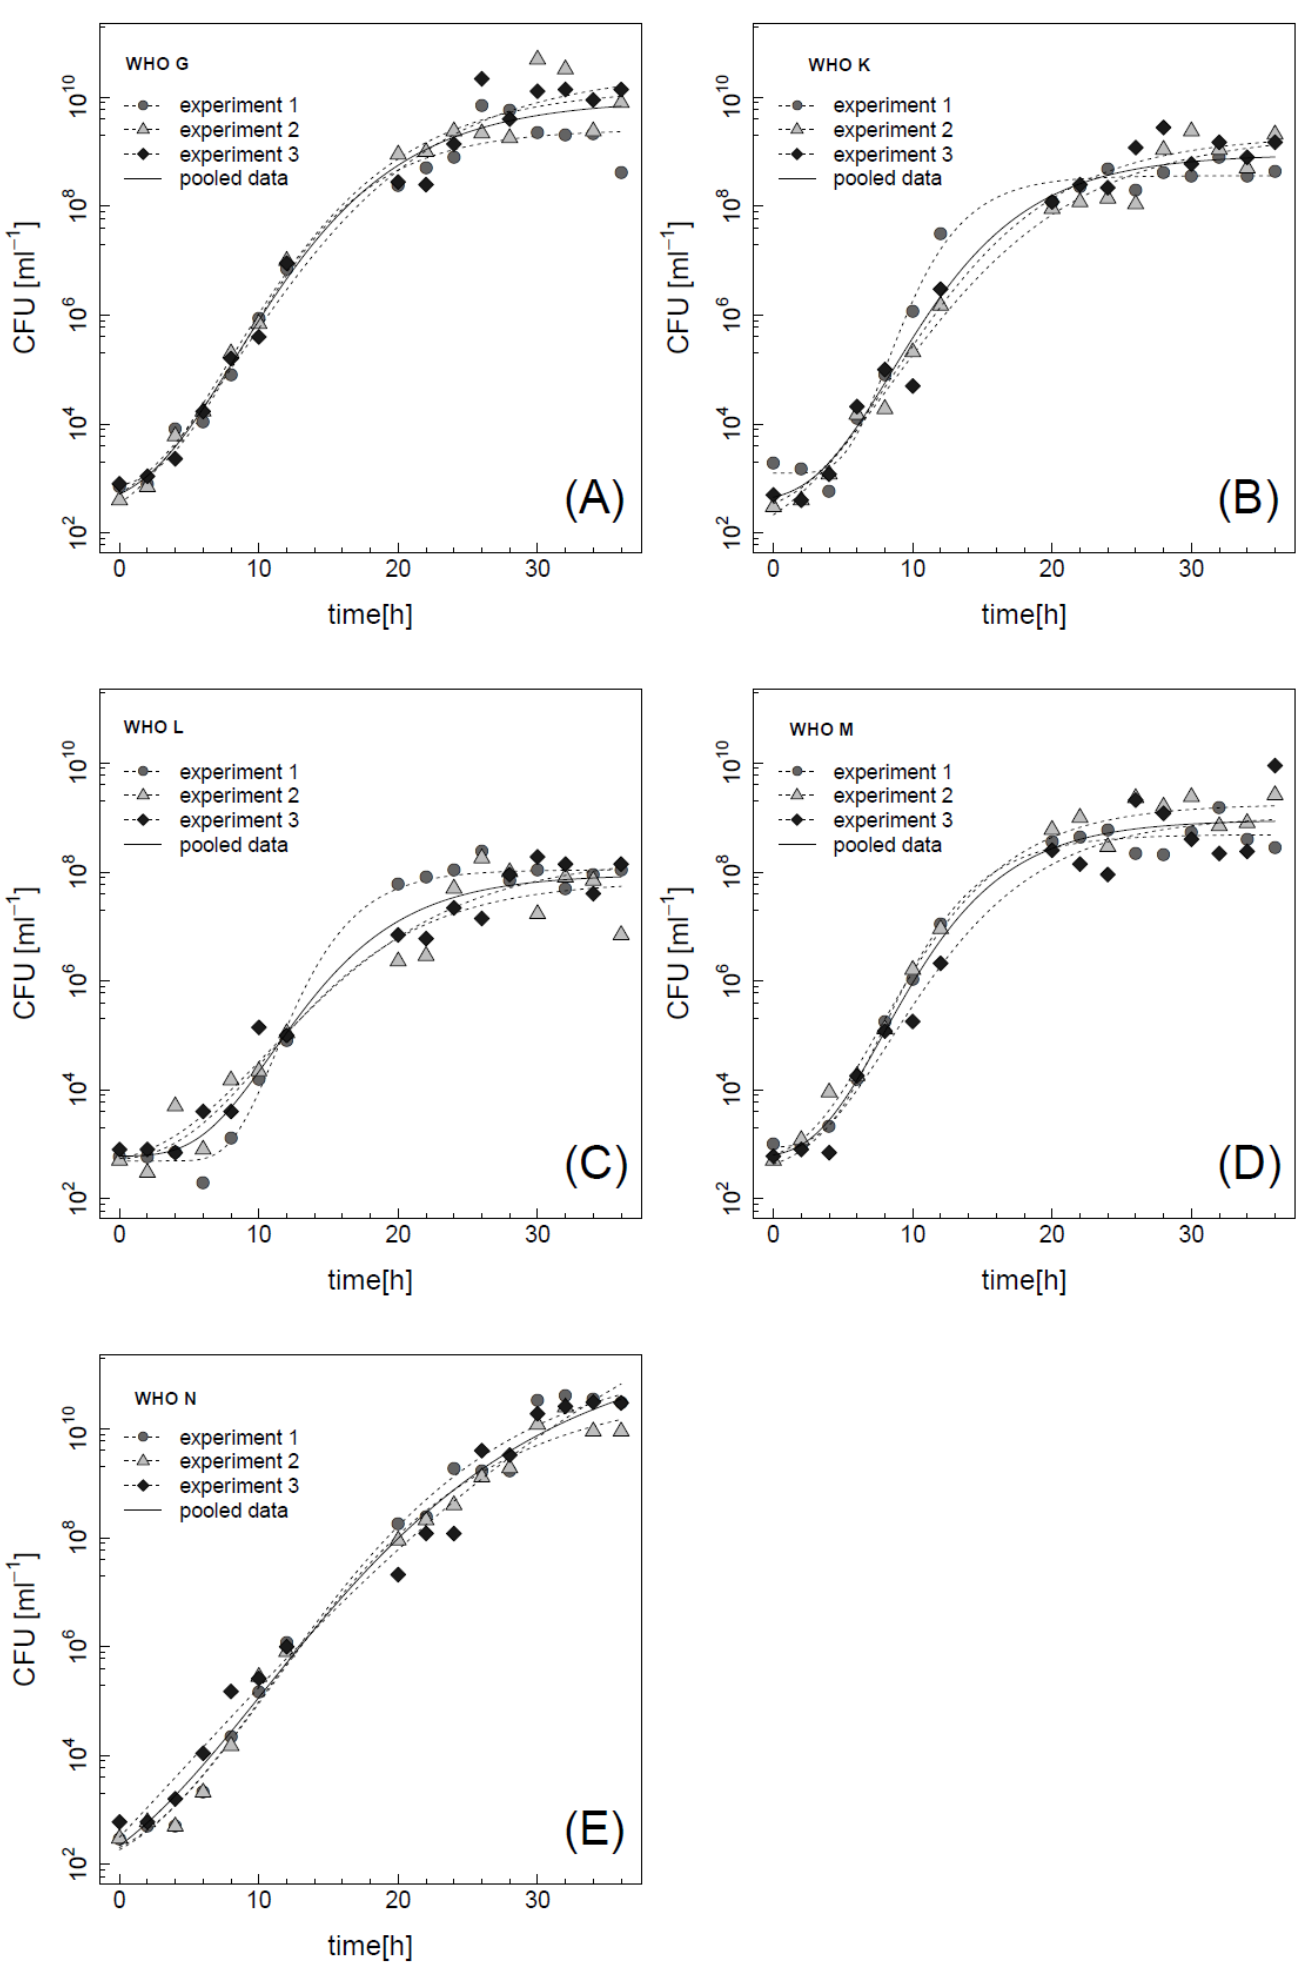 WHO G
experiment 1
experiment 2
experiment 3
pooled data
CFU [ml⁻¹]
10¹⁰
10⁸
10⁶
10⁴
10²
(A)
0 10 20 30
time[h]
WHO K
experiment 1
experiment 2
experiment 3
pooled data
CFU [ml⁻¹]
10¹⁰
10⁸
10⁶
10⁴
10²
(B)
0 10 20 30
time[h]
WHO L
experiment 1
experiment 2
experiment 3
pooled data
CFU [ml⁻¹]
10¹⁰
10⁸
10⁶
10⁴
10²
(C)
0 10 20 30
time[h]
WHO M
experiment 1
experiment 2
experiment 3
pooled data
CFU [ml⁻¹]
10¹⁰
10⁸
10⁶
10⁴
10²
(D)
0 10 20 30
time[h]
WHO N
experiment 1
experiment 2
experiment 3
pooled data
CFU [ml⁻¹]
10¹⁰
10⁸
10⁶
10⁴
10²
(E)
0 10 20 30
time[h]